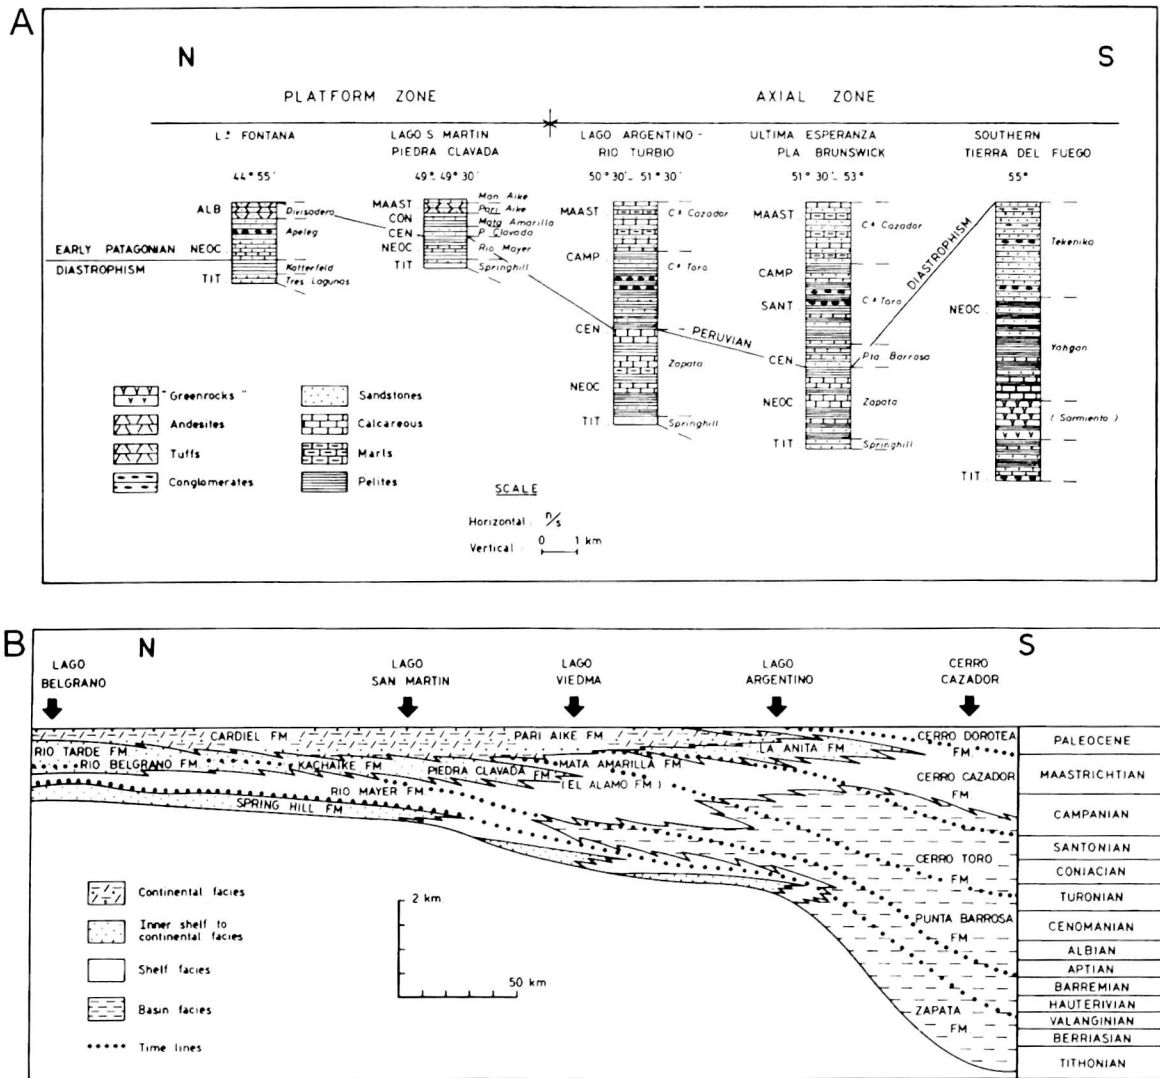 A
N
S
PLATFORM ZONE
AXIAL ZONE
Lº FONTANA
LAGO S MARTIN
PIEDRA CLAVADA
LAGO ARGENTINO -
RIO TURBIO
ULTIMA ESPERANZA
PLA BRUNSWICK
SOUTHERN
TIERRA DEL FUEGO
44° 55'
49°- 49° 30'
50° 30'- 51° 30'
51° 30'- 53°
55°
ALB
Divisadero
Apeleg
EARLY PATAGONIAN
NEOC
DIASTROPHISM
Katterfeld
TIT
Tres Lagunas
MAAST
CON
CEN
NEOC
TIT
Man Aike
Pari Aike
Mata Amarilla
P. Clavada
Rio Mayer
Springhill
MAAST
CAMP
CEN
NEOC
TIT
Cº Cazador
Cº Toro
Zapata
Springhill
PERUVIAN
DIASTROPHISM
MAAST
CAMP
SANT
CEN
NEOC
TIT
Cº Cazador
Cº Toro
Pta Barrosa
Zapata
Springhill
NEOC
TIT
Tekenika
Yahgan
(Sarmiento)
"Greenrocks"
Andesites
Tuffs
Conglomerates
Sandstones
Calcareous
Marls
Pelites
SCALE
Horizontal : n/s
Vertical : 0 1 km
B
N
S
LAGO
BELGRANO
LAGO
SAN MARTIN
LAGO
VIEDMA
LAGO
ARGENTINO
CERRO
CAZADOR
CARDIEL FM
PARI AIKE FM
CERRO DOROTEA
FM
RIO TARDE FM
LA ANITA FM
RIO BELGRANO FM
KACHAIKE FM
PIEDRA CLAVADA
FM
MATA AMARILLA FM
(EL ALAMO FM)
CERRO CAZADOR
FM
RIO MAYER FM
SPRING HILL FM
CERRO TORO
FM
PUNTA BARROSA
FM
ZAPATA
FM
PALEOCENE
MAASTRICHTIAN
CAMPANIAN
SANTONIAN
CONIACIAN
TURONIAN
CENOMANIAN
ALBIAN
APTIAN
BARREMIAN
HAUTERIVIAN
VALANGINIAN
BERRIASIAN
TITHONIAN
Continental facies
Inner shelf to
continental facies
Shelf facies
Basin facies
Time lines
2 km
50 km